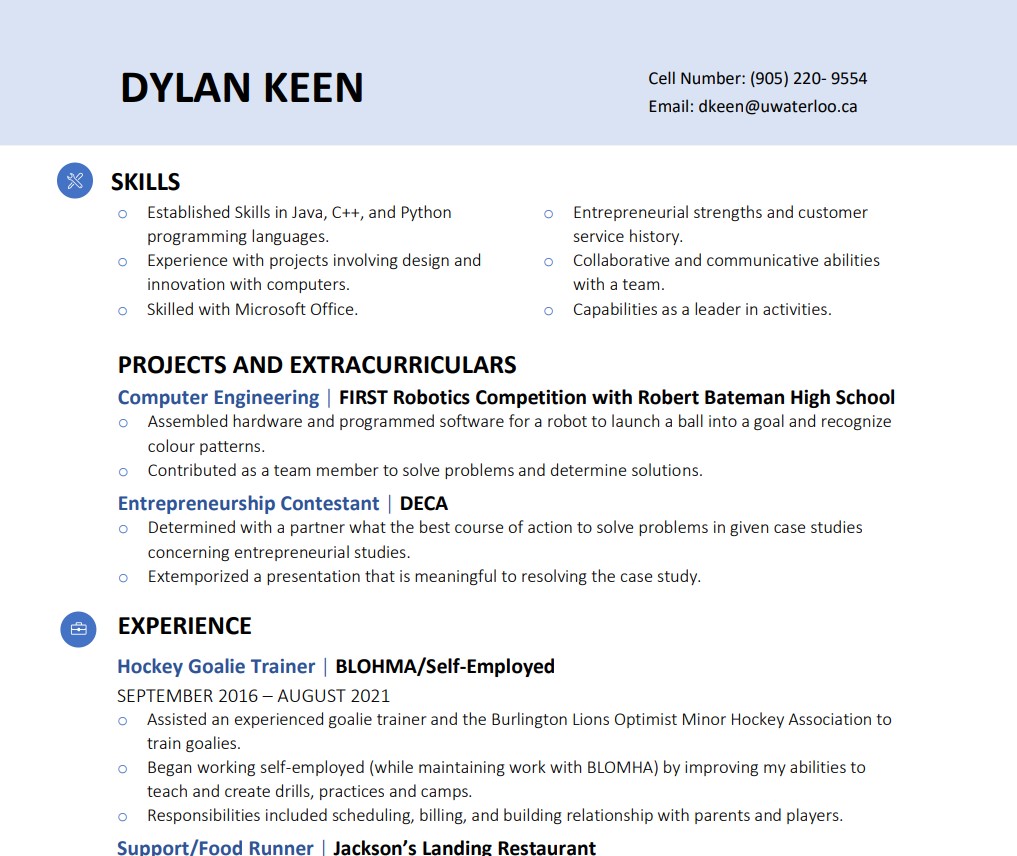 DYLAN KEEN
Cell Number: (905) 220- 9554
Email: dkeen@uwaterloo.ca
SKILLS
○ Established Skills in Java, C++, and Python
programming languages.
○ Experience with projects involving design and
innovation with computers.
○ Skilled with Microsoft Office.
○ Entrepreneurial strengths and customer
service history.
○ Collaborative and communicative abilities
with a team.
○ Capabilities as a leader in activities.
PROJECTS AND EXTRACURRICULARS
Computer Engineering | FIRST Robotics Competition with Robert Bateman High School
○ Assembled hardware and programmed software for a robot to launch a ball into a goal and recognize
colour patterns.
○ Contributed as a team member to solve problems and determine solutions.
Entrepreneurship Contestant | DECA
○ Determined with a partner what the best course of action to solve problems in given case studies
concerning entrepreneurial studies.
○ Extemporized a presentation that is meaningful to resolving the case study.
EXPERIENCE
Hockey Goalie Trainer | BLOHMA/Self-Employed
SEPTEMBER 2016 – AUGUST 2021
○ Assisted an experienced goalie trainer and the Burlington Lions Optimist Minor Hockey Association to
train goalies.
○ Began working self-employed (while maintaining work with BLOMHA) by improving my abilities to
teach and create drills, practices and camps.
○ Responsibilities included scheduling, billing, and building relationship with parents and players.
Support/Food Runner | Jackson’s Landing Restaurant